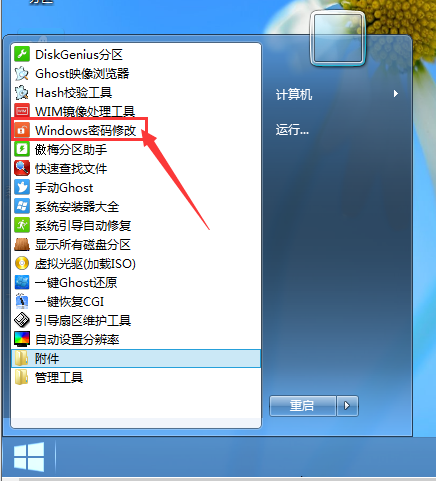 DiskGenius分区
Ghost映像浏览器
Hash校验工具
WIM镜像处理工具
Windows密码修改
傲梅分区助手
快速查找文件
手动Ghost
系统安装器大全
系统引导自动修复
显示所有磁盘分区
虚拟光驱(加载ISO)
一键Ghost还原
一键恢复CGI
引导扇区维护工具
自动设置分辨率
附件
管理工具
计算机
运行...
重启